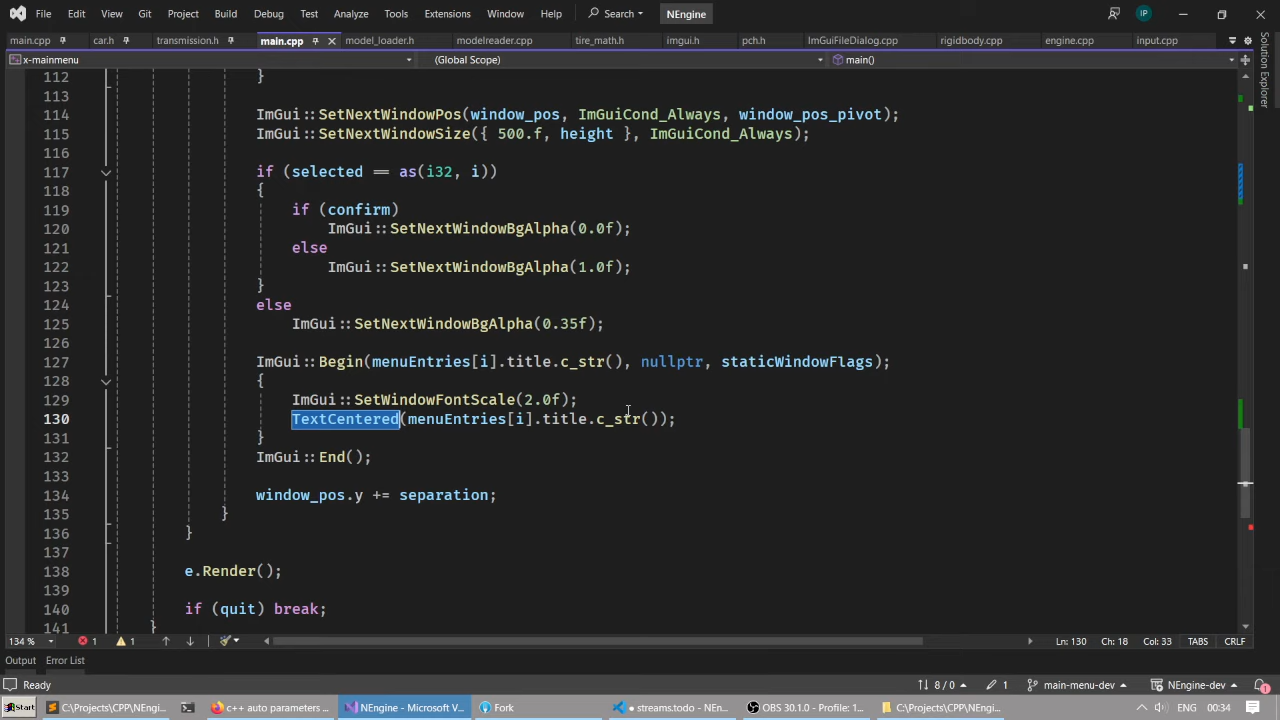 File Edit View Git Project Build Debug Test Analyze Tools Extensions Window Help Search NEngine IP
main.cpp car.h transmission.h main.cpp model_loader.h modelreader.cpp tire_math.h imgui.h pch.h ImGuiFileDialog.cpp rigidbody.cpp engine.cpp input.cpp
x-mainmenu (Global Scope) main()
112 }
113
114 ImGui::SetNextWindowPos(window_pos, ImGuiCond_Always, window_pos_pivot);
115 ImGui::SetNextWindowSize({ 500.f, height }, ImGuiCond_Always);
116
117 if (selected == as(i32, i))
118 {
119 if (confirm)
120 ImGui::SetNextWindowBgAlpha(0.0f);
121 else
122 ImGui::SetNextWindowBgAlpha(1.0f);
123 }
124 else
125 ImGui::SetNextWindowBgAlpha(0.35f);
126
127 ImGui::Begin(menuEntries[i].title.c_str(), nullptr, staticWindowFlags);
128 {
129 ImGui::SetWindowFontScale(2.0f);
130 TextCentered(menuEntries[i].title.c_str());
131 }
132 ImGui::End();
133
134 window_pos.y += separation;
135 }
136 }
137
138 e.Render();
139
140 if (quit) break;
141 }
134 % 1 1 Ln: 130 Ch: 18 Col: 33 TABS CRLF
Output Error List
Ready 8 / 0 1 main-menu-dev NEngine-dev 1
Start C:\Projects\CPP\NEngi... c++ auto parameters ... NEngine - Microsoft V... Fork streams.todo - NEn... OBS 30.1.0 - Profile: 1... C:\Projects\CPP\NEn... 00:34
Solution Explorer